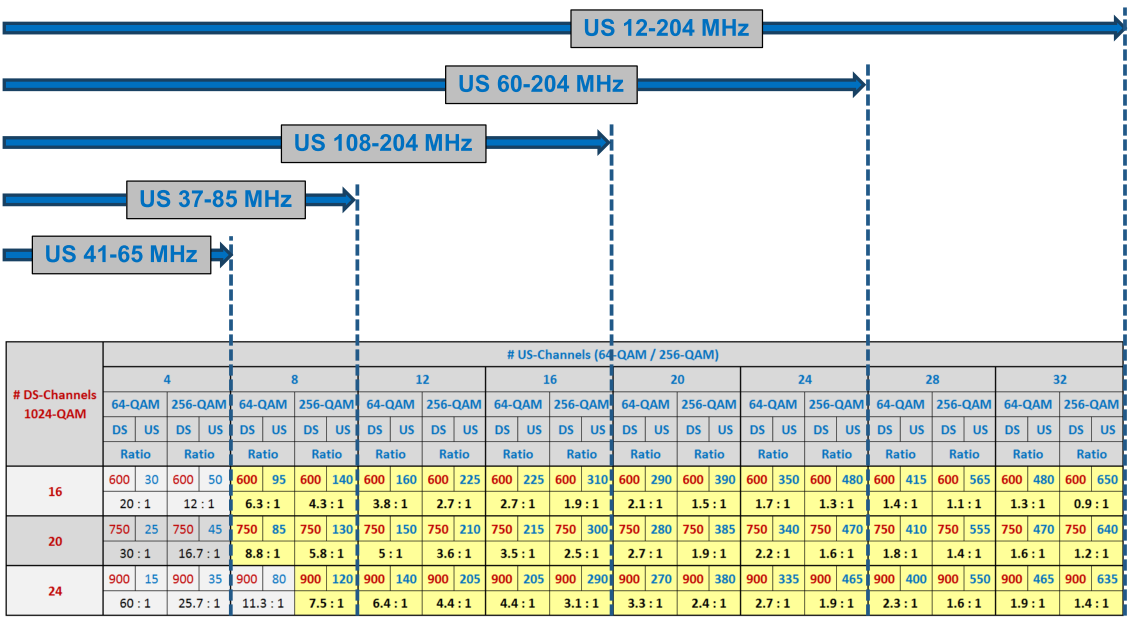 US 12-204 MHz
US 60-204 MHz
US 108-204 MHz
US 37-85 MHz
US 41-65 MHz
# DS-Channels 1024-QAM
# US-Channels (64-QAM / 256-QAM)
4 8 12 16 20 24 28 32
64-QAM 256-QAM 64-QAM 256-QAM 64-QAM 256-QAM 64-QAM 256-QAM 64-QAM 256-QAM 64-QAM 256-QAM 64-QAM 256-QAM 64-QAM 256-QAM
DS US DS US DS US DS US DS US DS US DS US DS US DS US DS US DS US DS US DS US DS US DS US DS US
Ratio Ratio Ratio Ratio Ratio Ratio Ratio Ratio Ratio Ratio Ratio Ratio Ratio Ratio Ratio Ratio
16
600 30 600 50 600 95 600 140 600 160 600 225 600 225 600 310 600 290 600 390 600 350 600 480 600 415 600 565 600 480 600 650
20 : 1 12 : 1 6.3 : 1 4.3 : 1 3.8 : 1 2.7 : 1 2.7 : 1 1.9 : 1 2.1 : 1 1.5 : 1 1.7 : 1 1.3 : 1 1.4 : 1 1.1 : 1 1.3 : 1 0.9 : 1
20
750 25 750 45 750 85 750 130 750 150 750 210 750 215 750 300 750 280 750 385 750 340 750 470 750 410 750 555 750 470 750 640
30 : 1 16.7 : 1 8.8 : 1 5.8 : 1 5 : 1 3.6 : 1 3.5 : 1 2.5 : 1 2.7 : 1 1.9 : 1 2.2 : 1 1.6 : 1 1.8 : 1 1.4 : 1 1.6 : 1 1.2 : 1
24
900 15 900 35 900 80 900 120 900 140 900 205 900 205 900 290 900 270 900 380 900 335 900 465 900 400 900 550 900 465 900 635
60 : 1 25.7 : 1 11.3 : 1 7.5 : 1 6.4 : 1 4.4 : 1 4.4 : 1 3.1 : 1 3.3 : 1 2.4 : 1 2.7 : 1 1.9 : 1 2.3 : 1 1.6 : 1 1.9 : 1 1.4 : 1